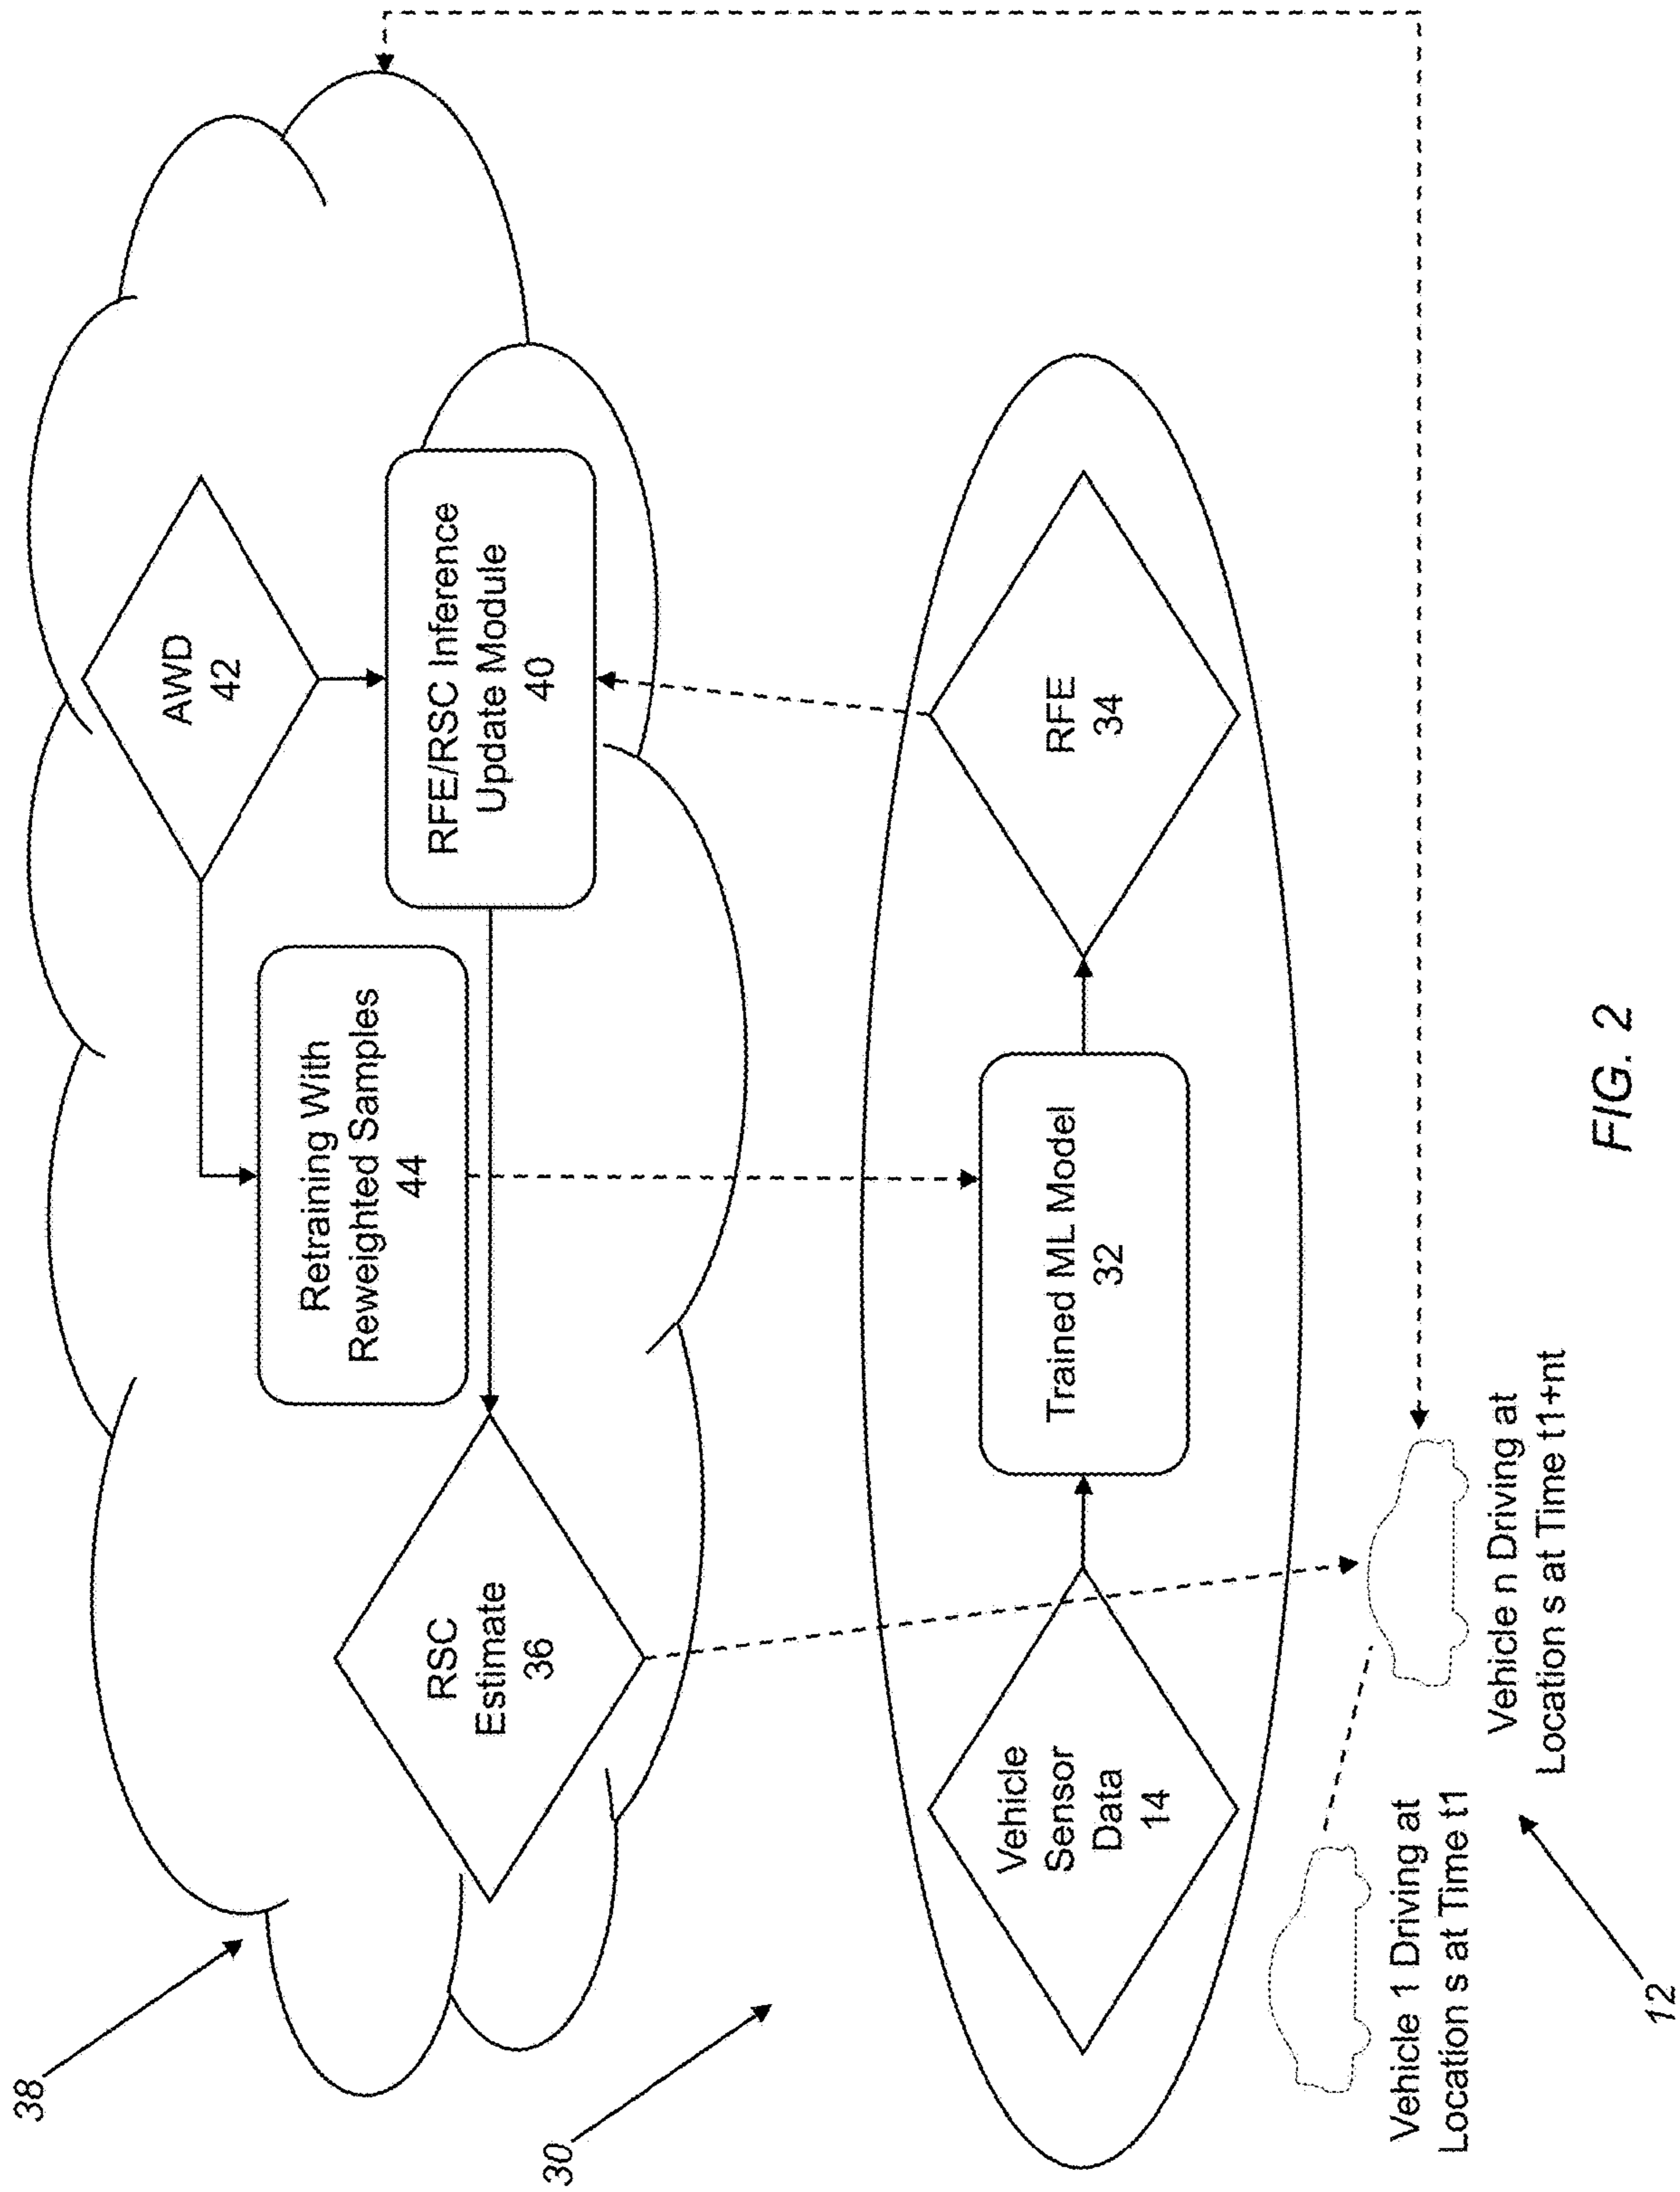 38
AWD
42
Retraining With
Reweighted Samples
44
RFE/RSC Inference
Update Module
40
RSC
Estimate
36
30
Vehicle
Sensor
Data
14
Trained ML Model
32
RFE
34
Vehicle 1 Driving at
Location s at Time t1
Vehicle n Driving at
Location s at Time t1+nt
12
FIG. 2